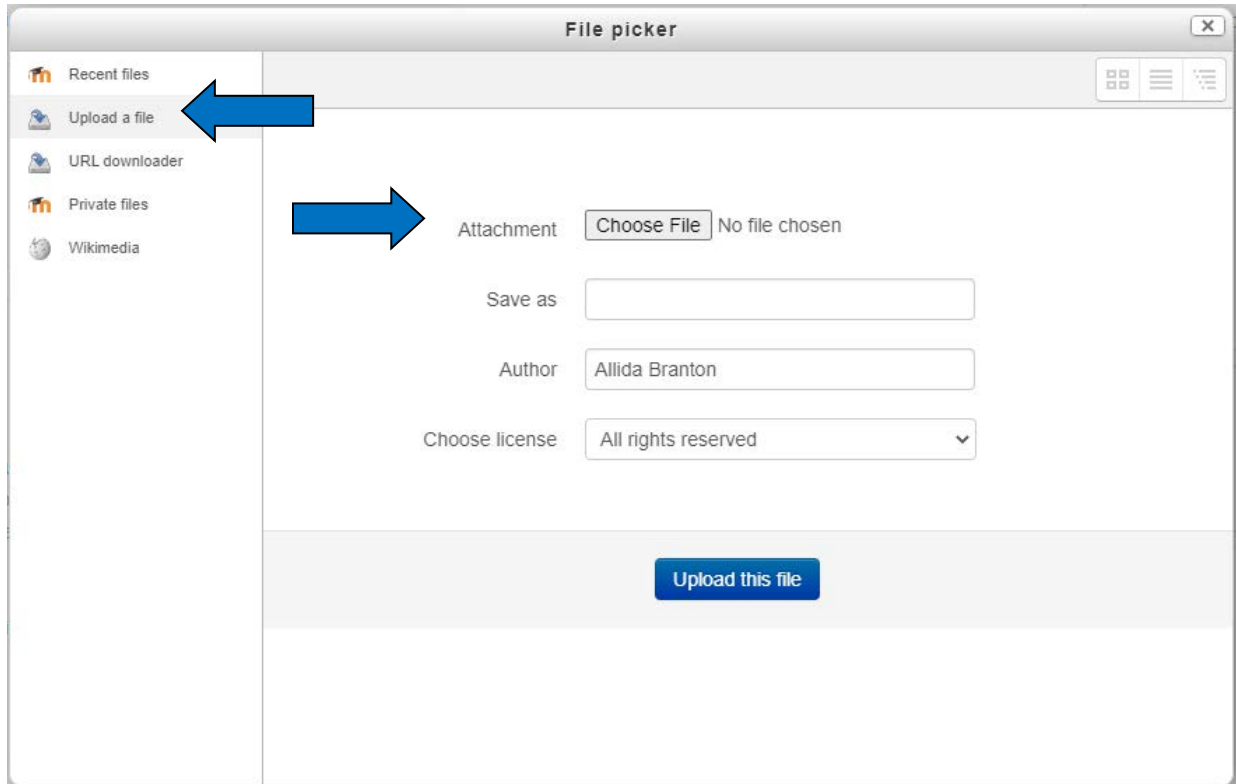 File picker
Recent files
Upload a file
URL downloader
Private files
Wikimedia
Attachment Choose File No file chosen
Save as
Author Allida Branton
Choose license All rights reserved
Upload this file